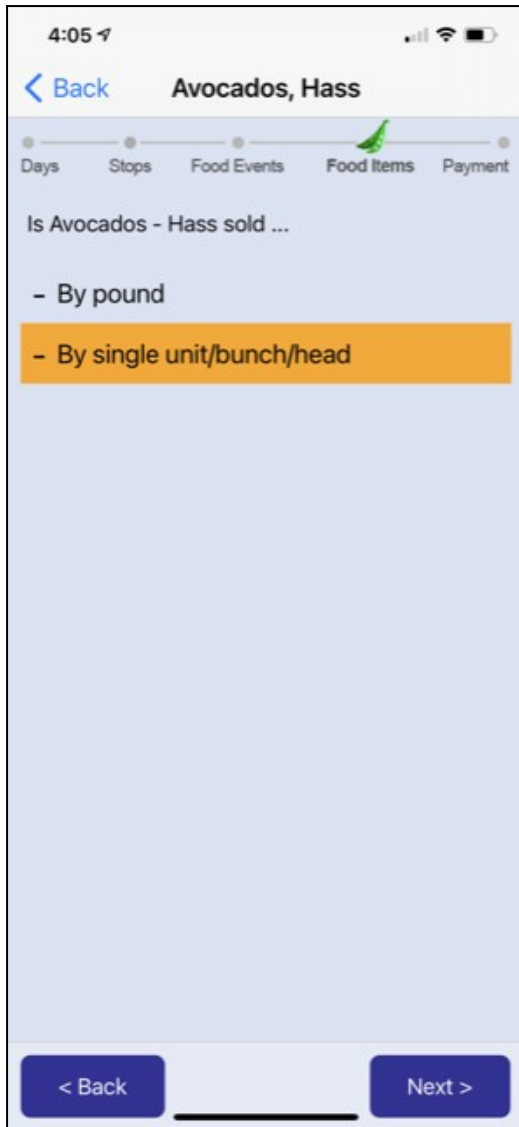 4:05
Back Avocados, Hass
Days Stops Food Events Food Items Payment
Is Avocados - Hass sold ...
- By pound
- By single unit/bunch/head
< Back Next >